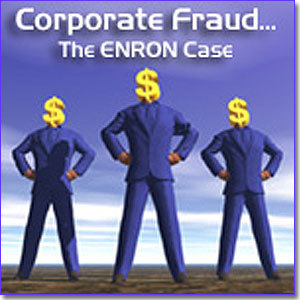 Corporate Fraud...
The ENRON Case
$
$ $